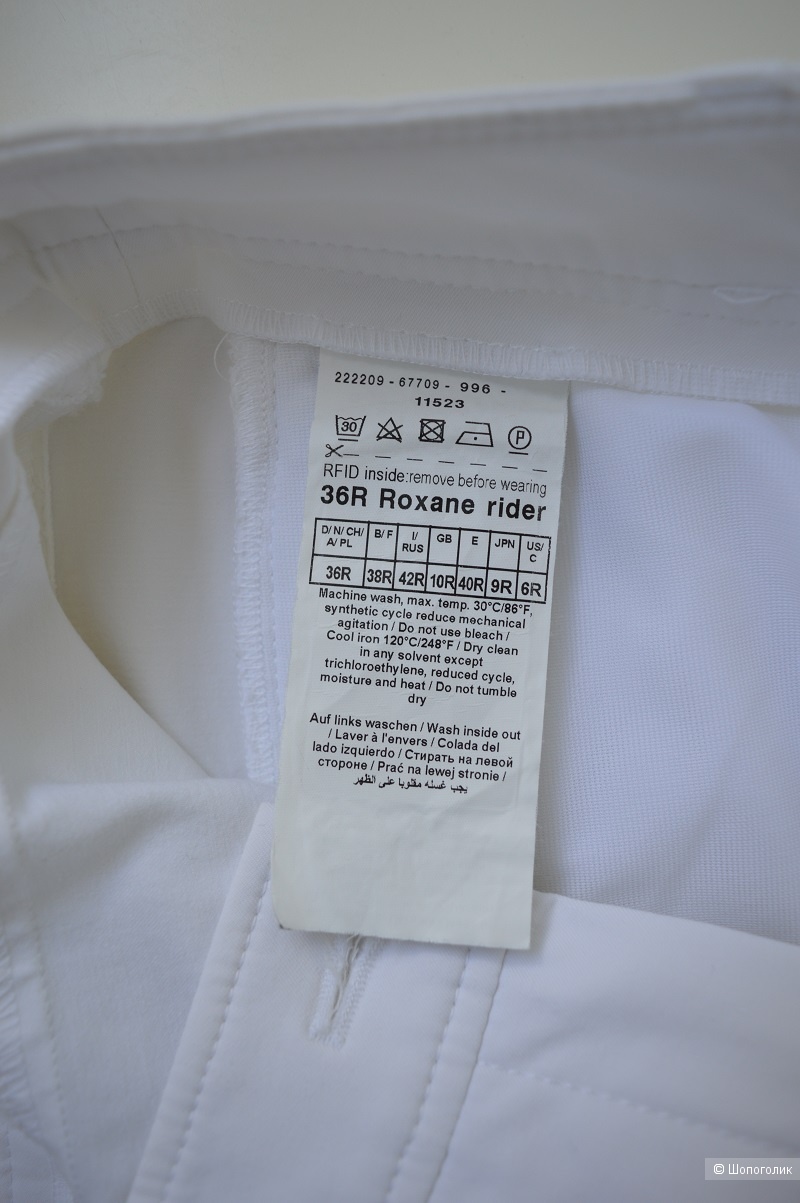 222209 - 67709 - 996 -
11523
30 P
RFID inside:remove before wearing
36R Roxane rider
D/ N/ CH/ A/ PL B/ F I/ RUS GB E JPN US/ C
36R 38R 42R 10R 40R 9R 6R
Machine wash, max. temp. 30°C/86°F,
synthetic cycle reduce mechanical
agitation / Do not use bleach /
Cool iron 120°C/248°F / Dry clean
in any solvent except
trichloroethylene, reduced cycle,
moisture and heat / Do not tumble
dry
Auf links waschen / Wash inside out
/ Laver à l'envers / Colada del
lado izquierdo / Стирать на левой
стороне / Prać na lewej stronie /
يجب غسله مقلوبا على الظهر
© Шопоголик